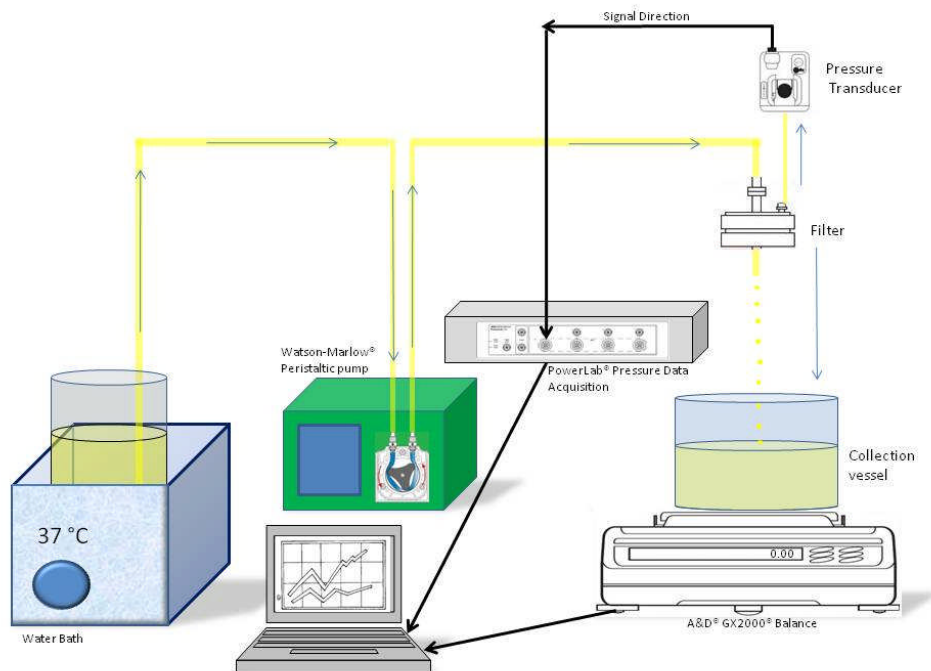 Signal Direction
Pressure
Transducer
Filter
Watson-Marlow®
Peristaltic pump
PowerLab® Pressure Data
Acquisition
Collection
vessel
37 °C
0.00
A&D® GX2000® Balance
Water Bath